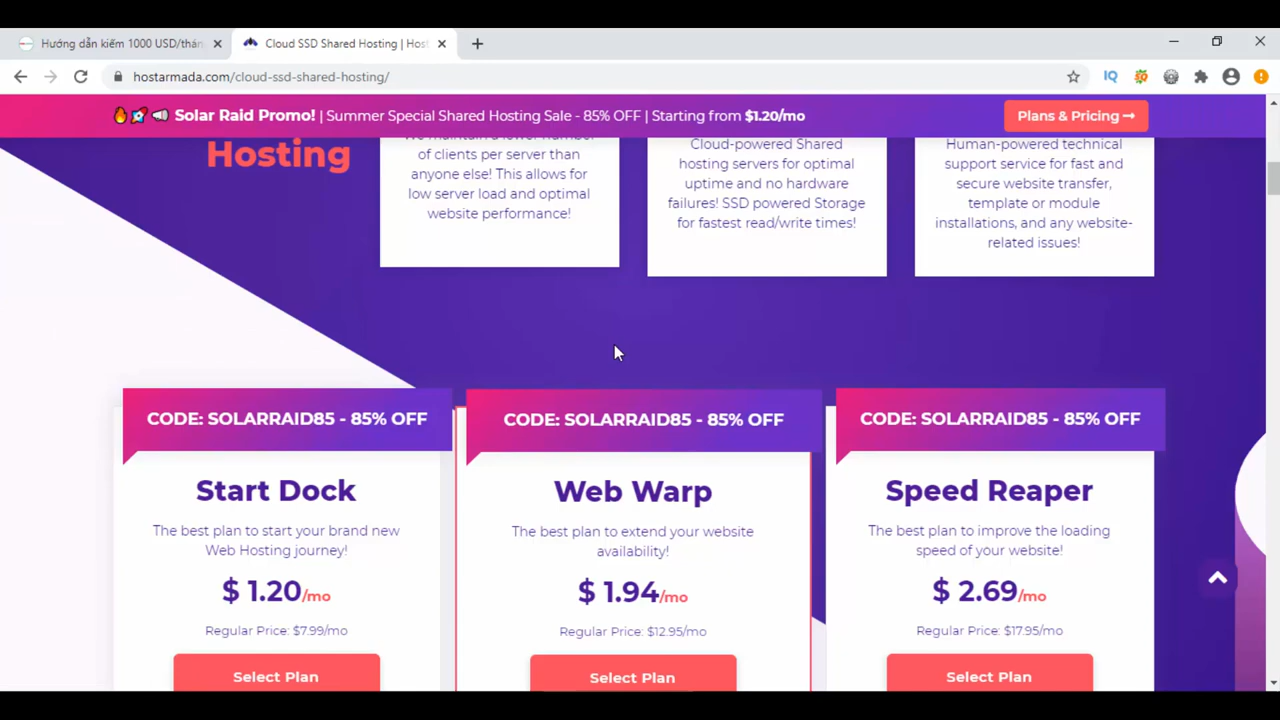 Hướng dẫn kiếm 1000 USD/thán
Cloud SSD Shared Hosting | Host
hostarmada.com/cloud-ssd-shared-hosting/
IQ
Solar Raid Promo! | Summer Special Shared Hosting Sale - 85% OFF | Starting from $1.20/mo
Plans & Pricing →
Hosting
We maintain a lower number
of clients per server than
anyone else! This allows for
low server load and optimal
website performance!
Cloud-powered Shared
hosting servers for optimal
uptime and no hardware
failures! SSD powered Storage
for fastest read/write times!
Human-powered technical
support service for fast and
secure website transfer,
template or module
installations, and any website-
related issues!
CODE: SOLARRAID85 - 85% OFF
Start Dock
The best plan to start your brand new
Web Hosting journey!
$ 1.20/mo
Regular Price: $7.99/mo
Select Plan
CODE: SOLARRAID85 - 85% OFF
Web Warp
The best plan to extend your website
availability!
$ 1.94/mo
Regular Price: $12.95/mo
Select Plan
CODE: SOLARRAID85 - 85% OFF
Speed Reaper
The best plan to improve the loading
speed of your website!
$ 2.69/mo
Regular Price: $17.95/mo
Select Plan